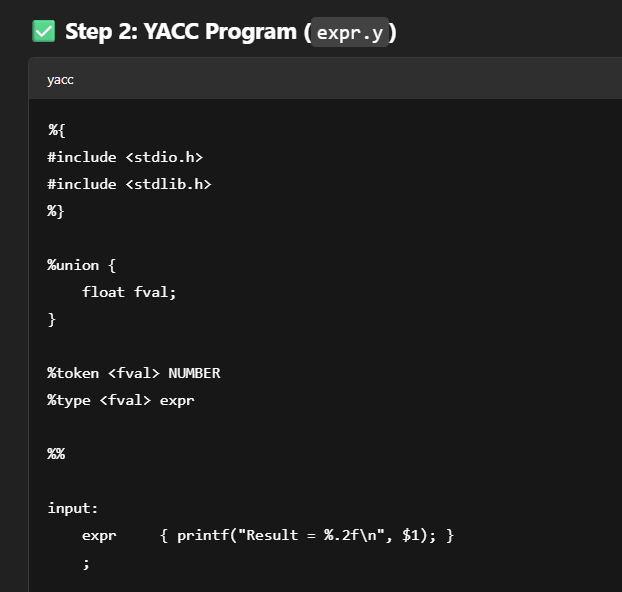 ✅ Step 2: YACC Program (expr.y)
yacc
%{
#include <stdio.h>
#include <stdlib.h>
%}
%union {
    float fval;
}
%token <fval> NUMBER
%type <fval> expr
%%
input:
    expr     { printf("Result = %.2f\n", $1); }
    ;